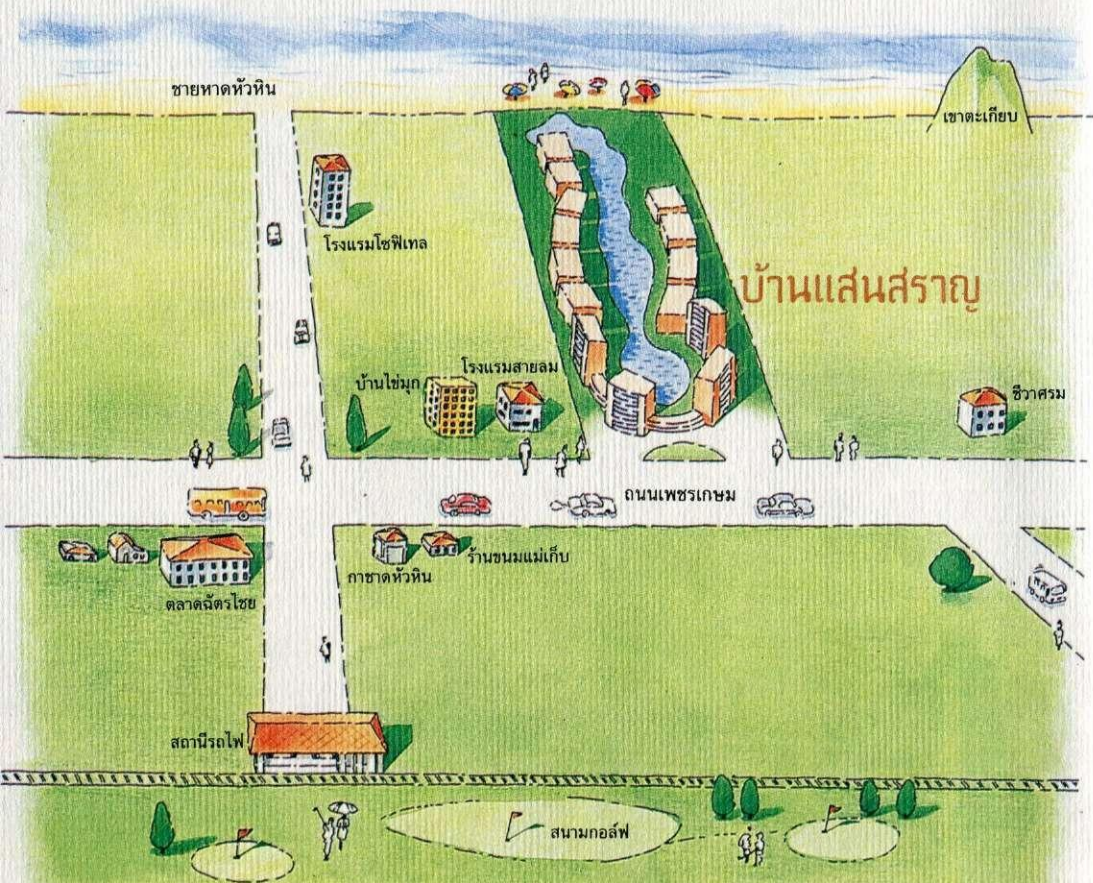 ชายหาดหัวหิน
เขาตะเกียบ
โรงแรมโซฟิเทล
บ้านแสนสราญ
โรงแรมสายลม
บ้านไข่มุก
ชีวาศรม
ถนนเพชรเกษม
ร้านขนมแม่เก็บ
กาชาดหัวหิน
ตลาดฉัตรไชย
สถานีรถไฟ
สนามกอล์ฟ